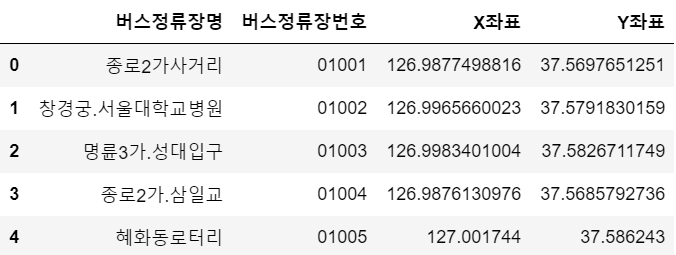 버스정류장명 버스정류장번호 X좌표 Y좌표
0 종로2가사거리 01001 126.9877498816 37.5697651251
1 창경궁.서울대학교병원 01002 126.9965660023 37.5791830159
2 명륜3가.성대입구 01003 126.9983401004 37.5826711749
3 종로2가.삼일교 01004 126.9876130976 37.5685792736
4 혜화동로터리 01005 127.001744 37.586243